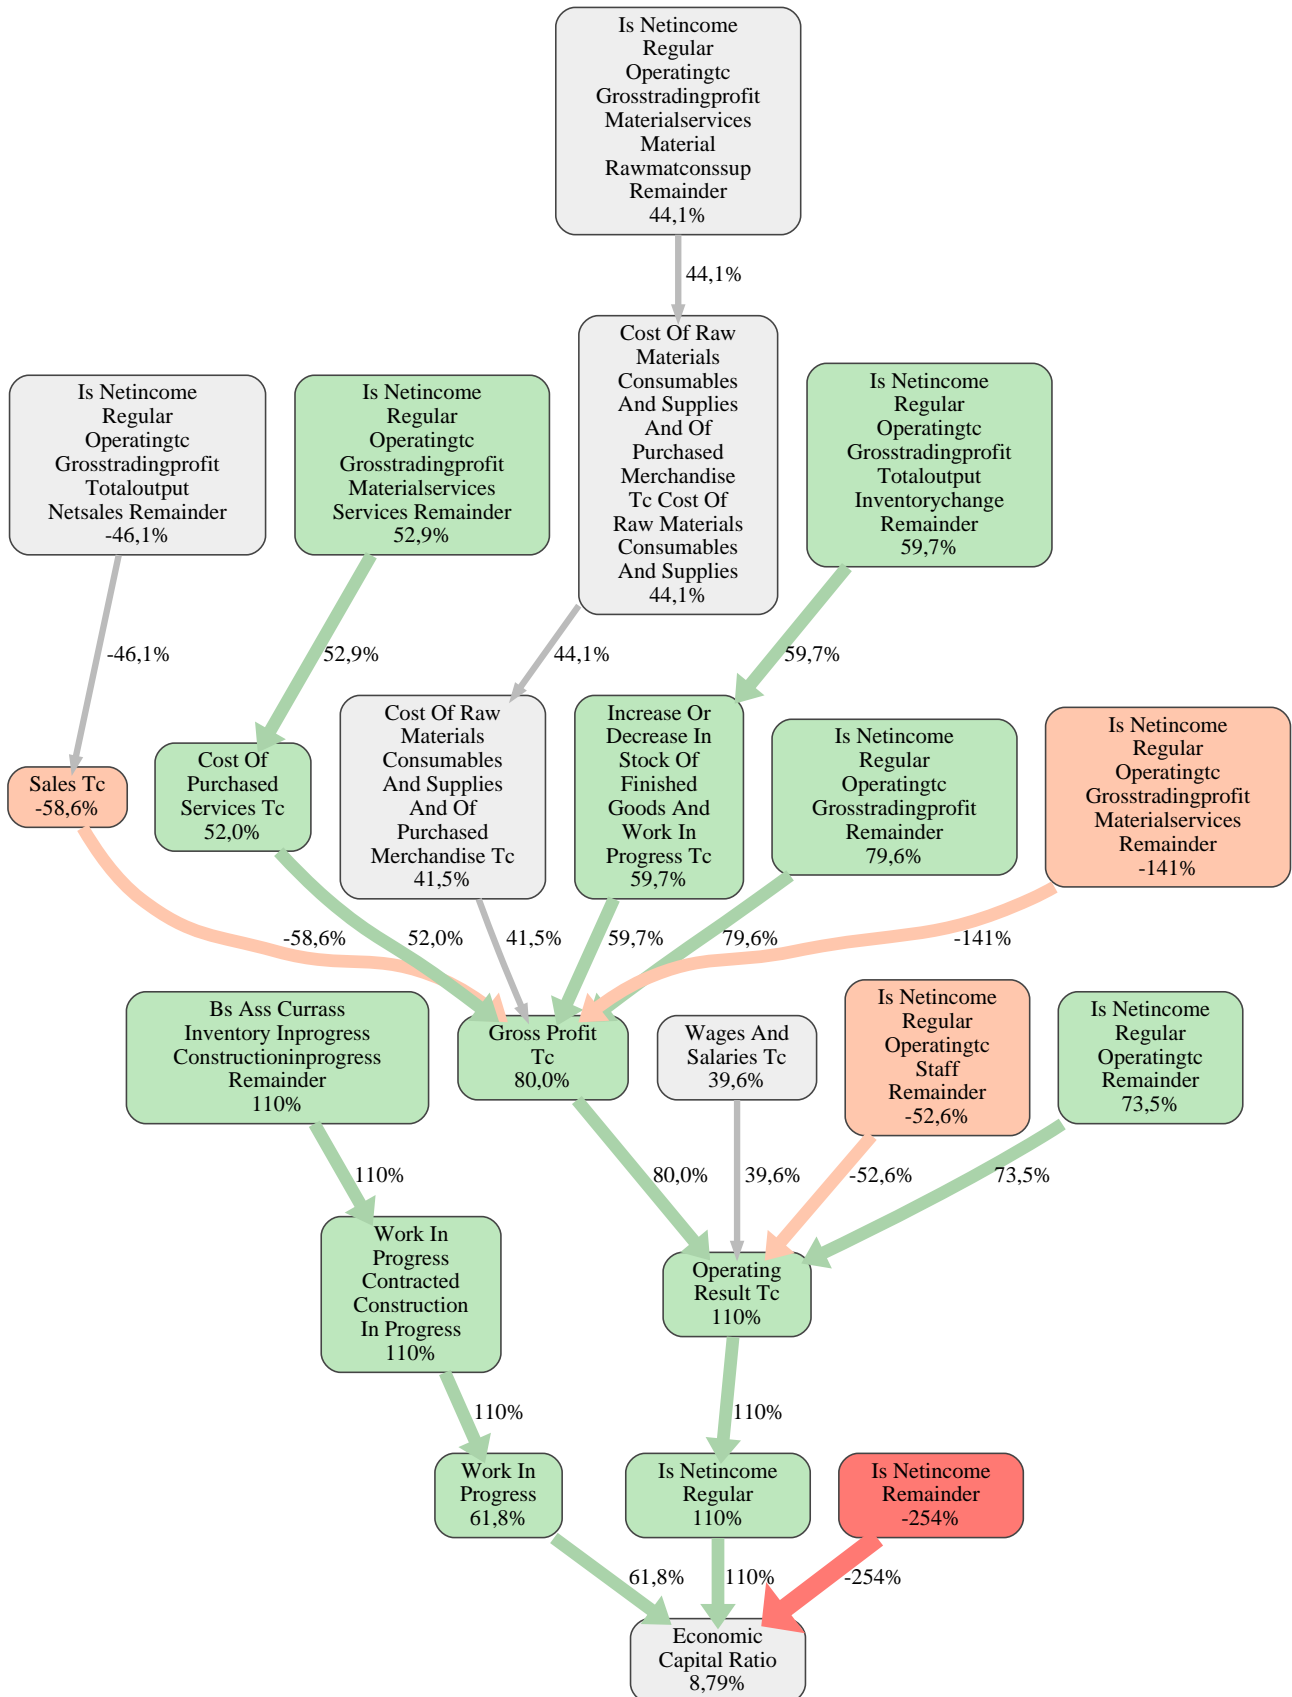 Is Netincome
Regular
Operatingtc
Grosstradingprofit
Materialservices
Material
Rawmatconssup
Remainder
44,1%
44,1%
Cost Of Raw
Materials
Consumables
And Supplies
And Of
Purchased
Merchandise
Tc Cost Of
Raw Materials
Consumables
And Supplies
44,1%
Is Netincome
Regular
Operatingtc
Grosstradingprofit
Totaloutput
Netsales Remainder
-46,1%
Is Netincome
Regular
Operatingtc
Grosstradingprofit
Materialservices
Services Remainder
52,9%
Is Netincome
Regular
Operatingtc
Grosstradingprofit
Totaloutput
Inventorychange
Remainder
59,7%
-46,1%
52,9%
44,1%
59,7%
Sales Tc
-58,6%
Cost Of
Purchased
Services Tc
52,0%
Cost Of Raw
Materials
Consumables
And Supplies
And Of
Purchased
Merchandise Tc
41,5%
Increase Or
Decrease In
Stock Of
Finished
Goods And
Work In
Progress Tc
59,7%
Is Netincome
Regular
Operatingtc
Grosstradingprofit
Remainder
79,6%
Is Netincome
Regular
Operatingtc
Grosstradingprofit
Materialservices
Remainder
-141%
-58,6%
52,0%
41,5%
59,7%
79,6%
-141%
Bs Ass Currass
Inventory Inprogress
Constructioninprogress
Remainder
110%
Gross Profit
Tc
80,0%
Wages And
Salaries Tc
39,6%
Is Netincome
Regular
Operatingtc
Staff
Remainder
-52,6%
Is Netincome
Regular
Operatingtc
Remainder
73,5%
110%
80,0%
39,6%
-52,6%
73,5%
Work In
Progress
Contracted
Construction
In Progress
110%
Operating
Result Tc
110%
110%
110%
Work In
Progress
61,8%
Is Netincome
Regular
110%
Is Netincome
Remainder
-254%
61,8%
110%
-254%
Economic
Capital Ratio
8,79%